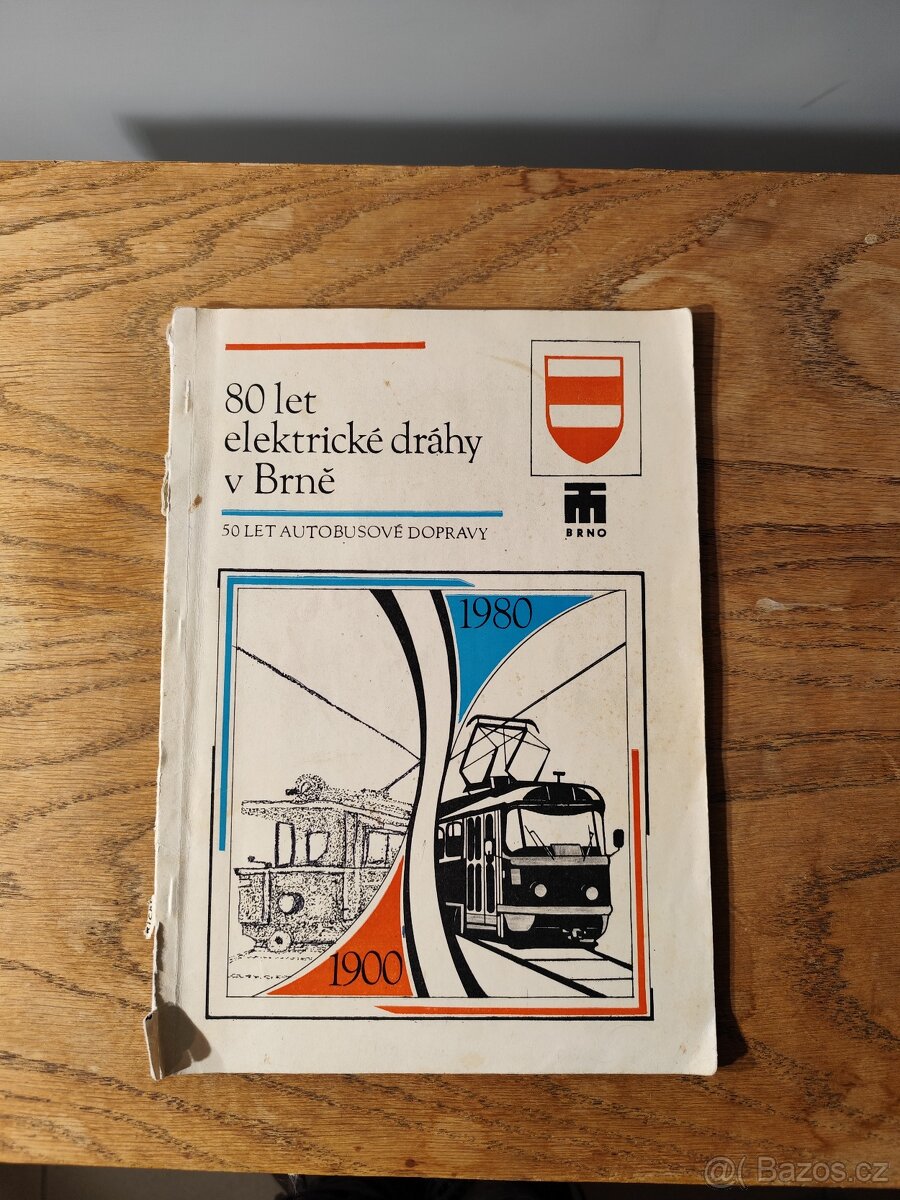 80 let
elektrické dráhy
v Brně
50 LET AUTOBUSOVÉ DOPRAVY
BRNO
1980
1900
@ Bazos.cz